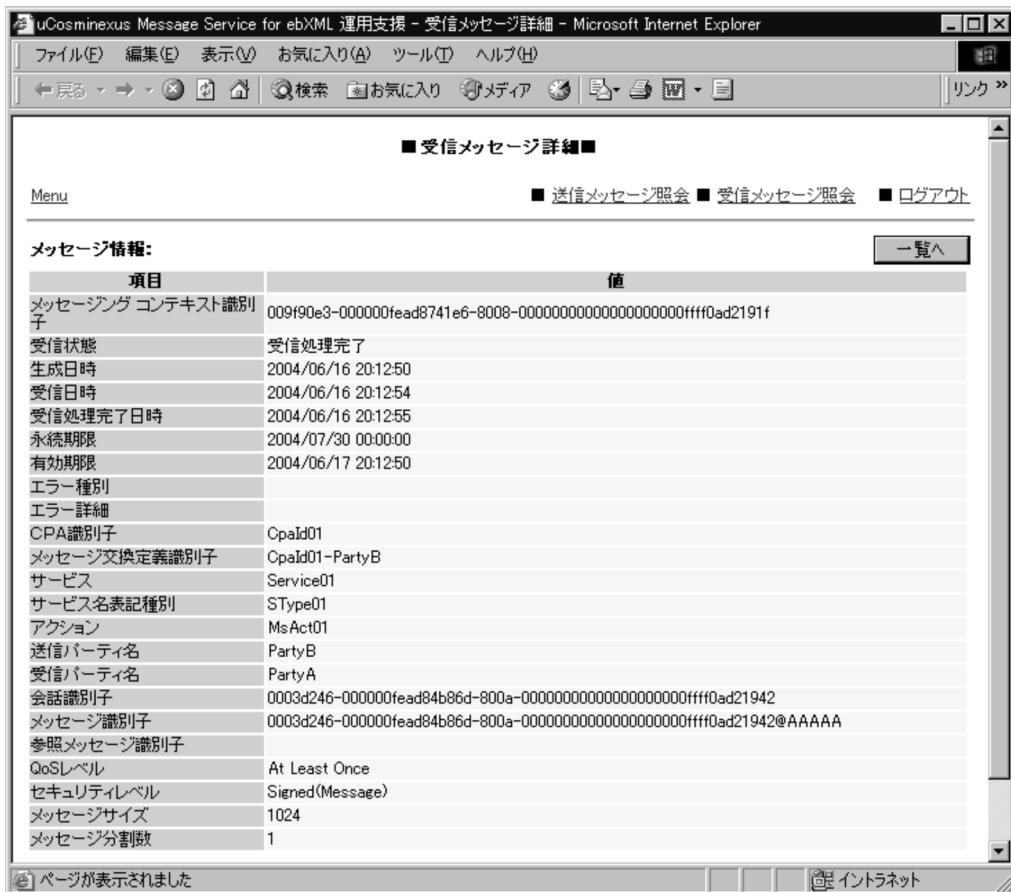 uCosminexus Message Service for ebXML 運用支援 - 受信メッセージ詳細 - Microsoft Internet Explorer
ファイル(F) 編集(E) 表示(V) お気に入り(A) ツール(T) ヘルプ(H)
戻る 検索 お気に入り メディア リンク »
■受信メッセージ詳細■
Menu ■ 送信メッセージ照会 ■ 受信メッセージ照会 ■ ログアウト
メッセージ情報: 一覧へ
項目 値
メッセージング コンテキスト識別子 009f90e3-000000fead8741e6-8008-00000000000000000000ffff0ad2191f
受信状態 受信処理完了
生成日時 2004/06/16 20:12:50
受信日時 2004/06/16 20:12:54
受信処理完了日時 2004/06/16 20:12:55
永続期限 2004/07/30 00:00:00
有効期限 2004/06/17 20:12:50
エラー種別
エラー詳細
CPA識別子 CpaId01
メッセージ交換定義識別子 CpaId01-PartyB
サービス Service01
サービス名表記種別 SType01
アクション MsAct01
送信パーティ名 PartyB
受信パーティ名 PartyA
会話識別子 0003d246-000000fead84b86d-800a-00000000000000000000ffff0ad21942
メッセージ識別子 0003d246-000000fead84b86d-800a-00000000000000000000ffff0ad21942@AAAAA
参照メッセージ識別子
QoSレベル At Least Once
セキュリティレベル Signed(Message)
メッセージサイズ 1024
メッセージ分割数 1
ページが表示されました イントラネット